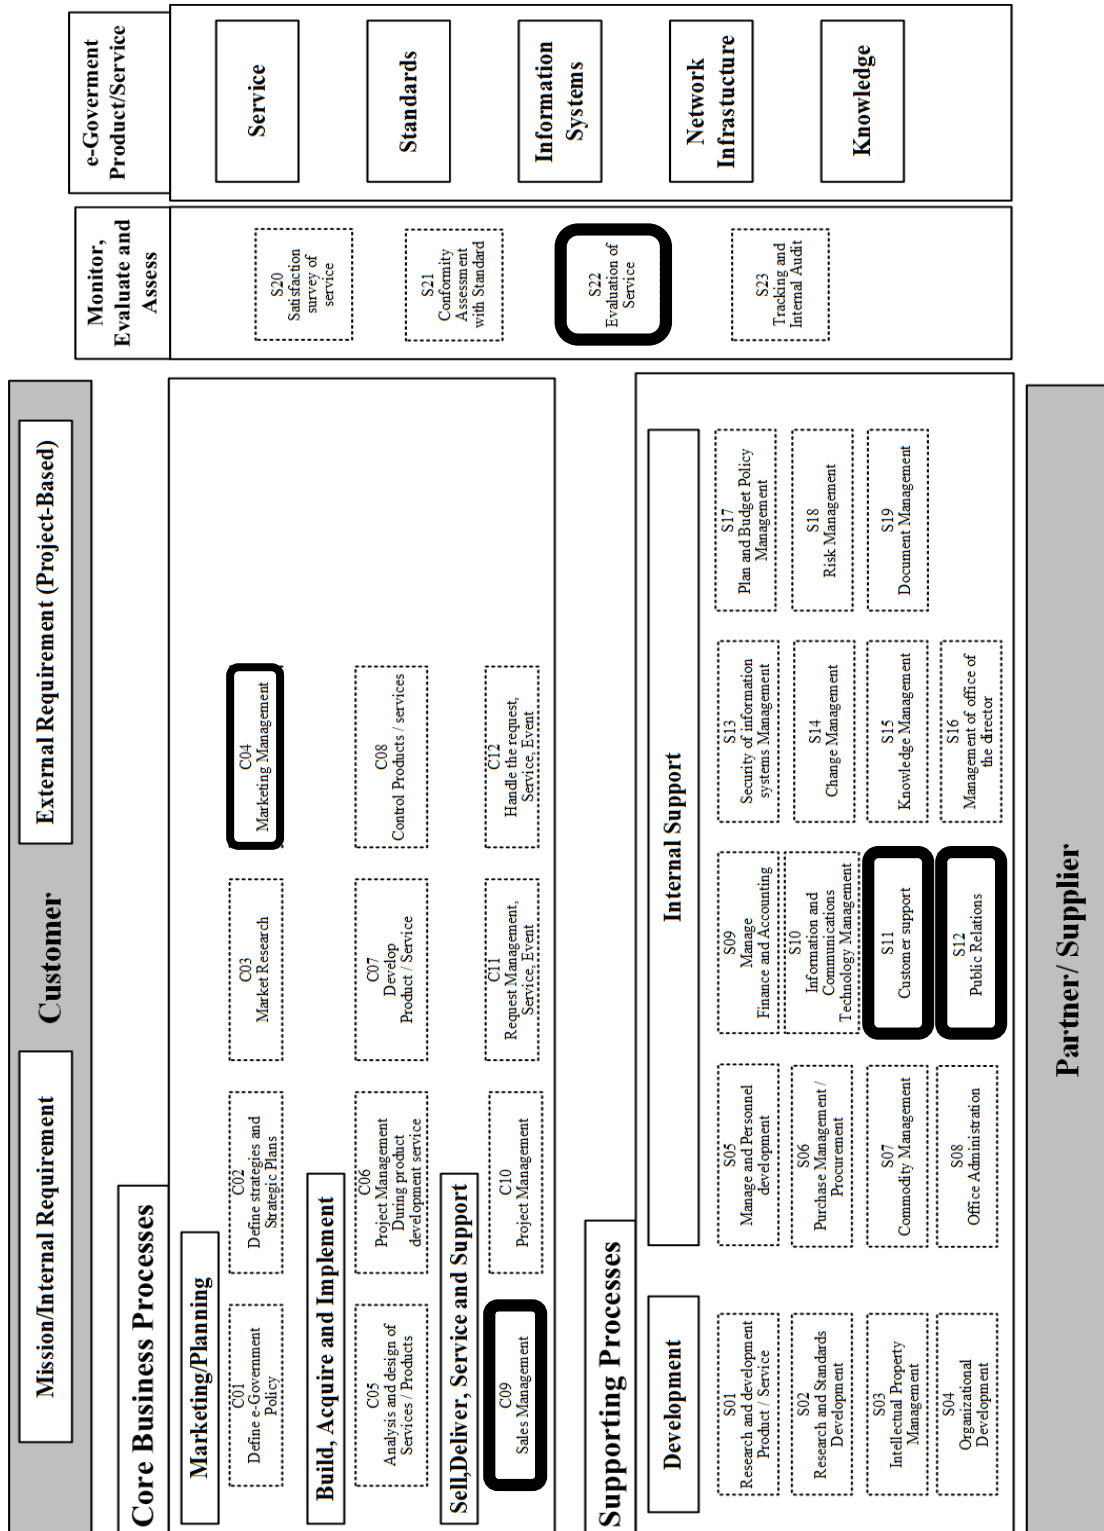 Mission/Internal Requirement
Customer
External Requirement (Project-Based)
Core Business Processes
Marketing/Planning
C01
Define e-Government
Policy
C02
Define strategies and
Strategic Plans
C03
Market Research
C04
Marketing Management
Build, Acquire and Implement
C05
Analysis and design of
Services / Products
C06
Project Management
During product
development service
C07
Develop
Product / Service
C08
Control Products / services
Sell,Deliver, Service and Support
C09
Sales Management
C10
Project Management
C11
Request Management,
Service, Event
C12
Handle the request,
Service, Event
Supporting Processes
Development
S01
Research and development
Product / Service
S02
Research and Standards
Development
S03
Intellectual Property
Management
S04
Organizational
Development
Internal Support
S05
Manage and Personnel
development
S06
Purchase Management /
Procurement
S07
Commodity Management
S08
Office Administration
S09
Manage
Finance and Accounting
S10
Information and
Communications
Technology Management
S11
Customer support
S12
Public Relations
S13
Security of information
systems Management
S14
Change Management
S15
Knowledge Management
S16
Management of office of
the director
S17
Plan and Budget Policy
Management
S18
Risk Management
S19
Document Management
Monitor,
Evaluate and
Assess
S20
Satisfaction
survey of
service
S21
Conformity
Assessment
with Standard
S22
Evaluation of
Service
S23
Tracking and
Internal Audit
e-Goverment
Product/Service
Service
Standards
Information
Systems
Network
Infrastucture
Knowledge
Partner/ Supplier